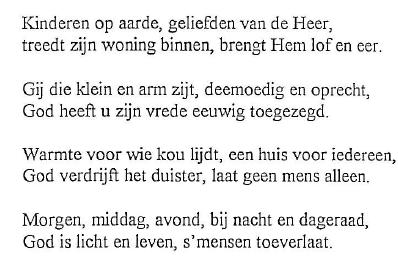 Kinderen op aarde, geliefden van de Heer,
treedt zijn woning binnen, brengt Hem lof en eer.
Gij die klein en arm zijt, deemoedig en oprecht,
God heeft u zijn vrede eeuwig toegezegd.
Warmte voor wie kou lijdt, een huis voor iedereen,
God verdrijft het duister, laat geen mens alleen.
Morgen, middag, avond, bij nacht en dageraad,
God is licht en leven, s’mensen toeverlaat.